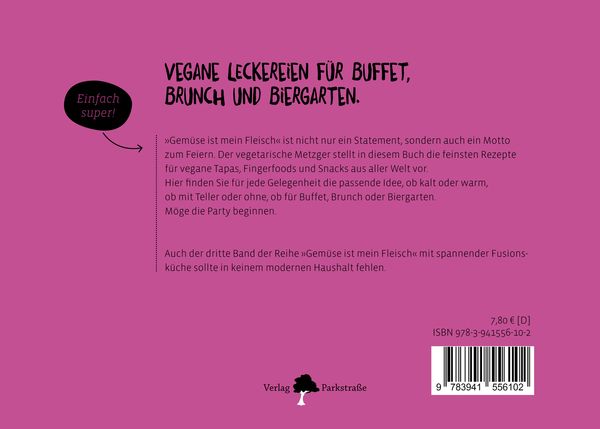 VEGANE LECKEREIEN FÜR BUFFET,
BRUNCH UND BIERGARTEN.
Einfach
super!
»Gemüse ist mein Fleisch« ist nicht nur ein Statement, sondern auch ein Motto
zum Feiern. Der vegetarische Metzger stellt in diesem Buch die feinsten Rezepte
für vegane Tapas, Fingerfoods und Snacks aus aller Welt vor.
Hier finden Sie für jede Gelegenheit die passende Idee, ob kalt oder warm,
ob mit Teller oder ohne, ob für Buffet, Brunch oder Biergarten.
Möge die Party beginnen.
Auch der dritte Band der Reihe »Gemüse ist mein Fleisch« mit spannender Fusions-
küche sollte in keinem modernen Haushalt fehlen.
7,80 € [D]
ISBN 978-3-941556-10-2
9 783941 556102
Verlag Parkstraße